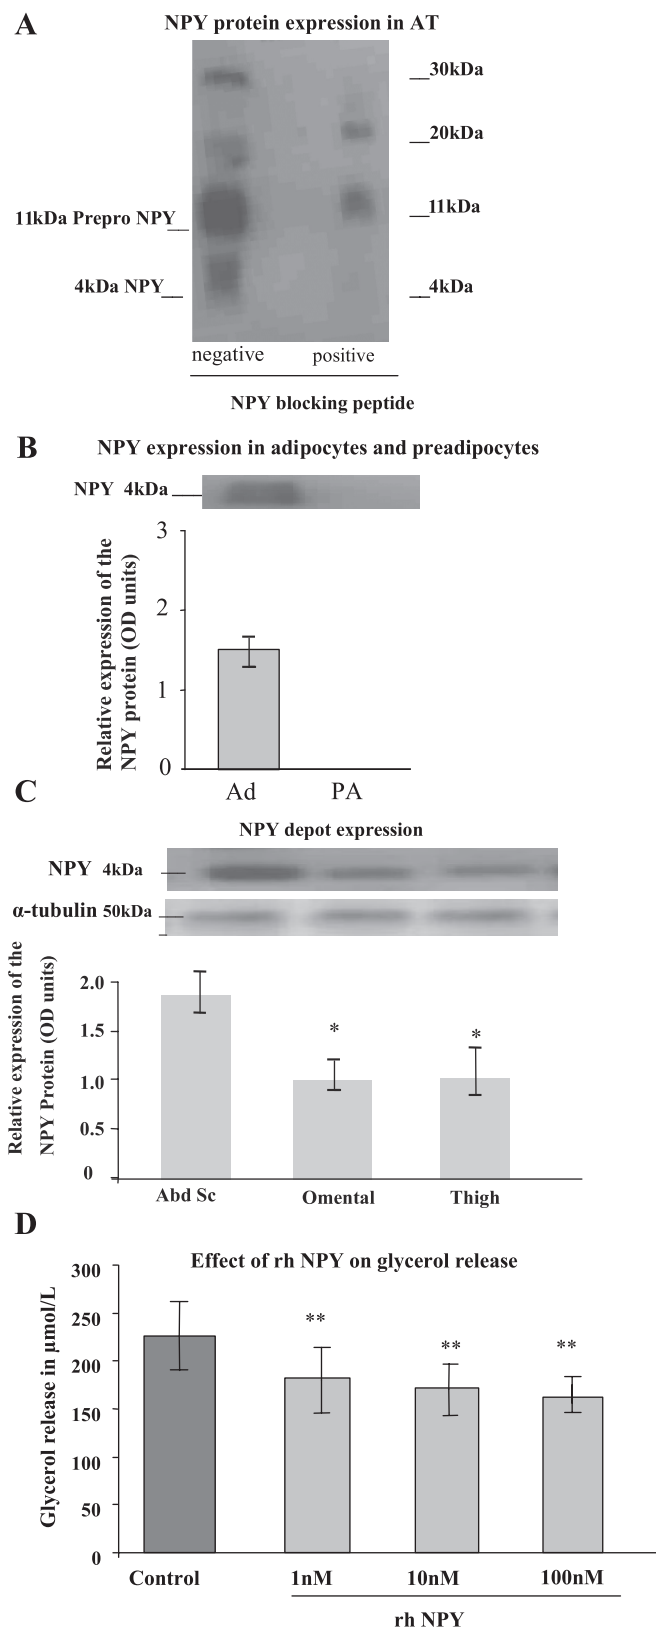 A
NPY protein expression in AT
30kDa
20kDa
11kDa Prepro NPY
11kDa
4kDa NPY
4kDa
negative positive
NPY blocking peptide
B
NPY expression in adipocytes and preadipocytes
NPY 4kDa
Relative expression of the
NPY protein (OD units)
3
2
1
0
Ad PA
C
NPY depot expression
NPY 4kDa
α-tubulin 50kDa
Relative expression of the
NPY Protein (OD units)
2.0
1.5
1.0
0.5
0
* *
Abd Sc Omental Thigh
D
Effect of rh NPY on glycerol release
Glycerol release in µmol/L
300
250
200
150
100
50
0
** ** **
Control 1nM 10nM 100nM
rh NPY